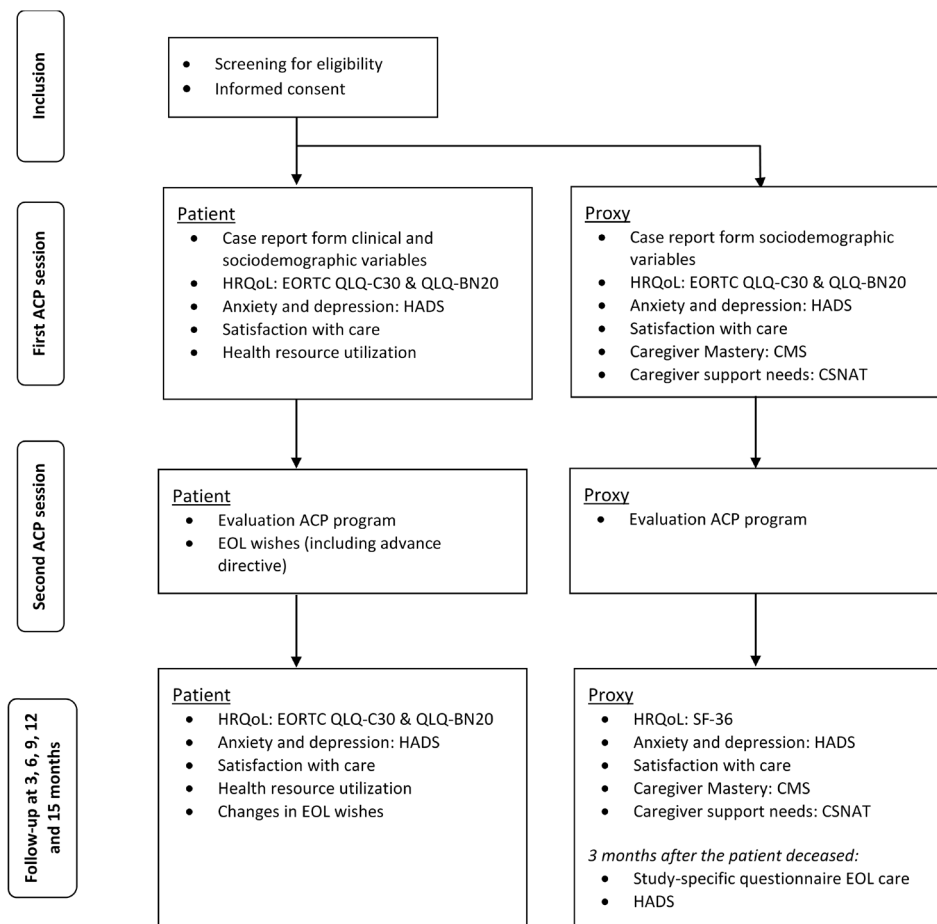 Inclusion
• Screening for eligibility
• Informed consent
First ACP session
Patient
• Case report form clinical and
sociodemographic variables
• HRQoL: EORTC QLQ-C30 & QLQ-BN20
• Anxiety and depression: HADS
• Satisfaction with care
• Health resource utilization
Proxy
• Case report form sociodemographic
variables
• HRQoL: EORTC QLQ-C30 & QLQ-BN20
• Anxiety and depression: HADS
• Satisfaction with care
• Caregiver Mastery: CMS
• Caregiver support needs: CSNAT
Second ACP session
Patient
• Evaluation ACP program
• EOL wishes (including advance
directive)
Proxy
• Evaluation ACP program
Follow-up at 3, 6, 9, 12
and 15 months
Patient
• HRQoL: EORTC QLQ-C30 & QLQ-BN20
• Anxiety and depression: HADS
• Satisfaction with care
• Health resource utilization
• Changes in EOL wishes
Proxy
• HRQoL: SF-36
• Anxiety and depression: HADS
• Satisfaction with care
• Caregiver Mastery: CMS
• Caregiver support needs: CSNAT
3 months after the patient deceased:
• Study-specific questionnaire EOL care
• HADS